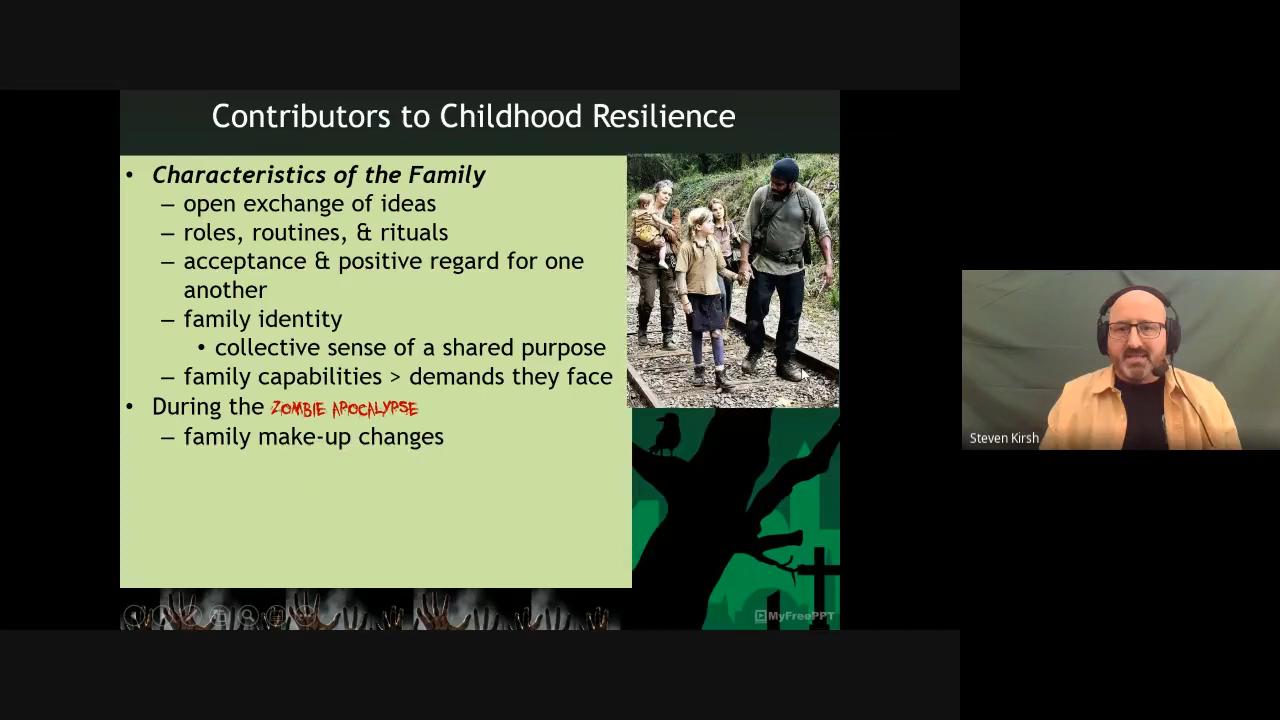 Contributors to Childhood Resilience
• Characteristics of the Family
– open exchange of ideas
– roles, routines, & rituals
– acceptance & positive regard for one
another
– family identity
• collective sense of a shared purpose
– family capabilities > demands they face
• During the ZOMBIE APOCALYPSE
– family make-up changes
MyFreePPT
Steven Kirsh